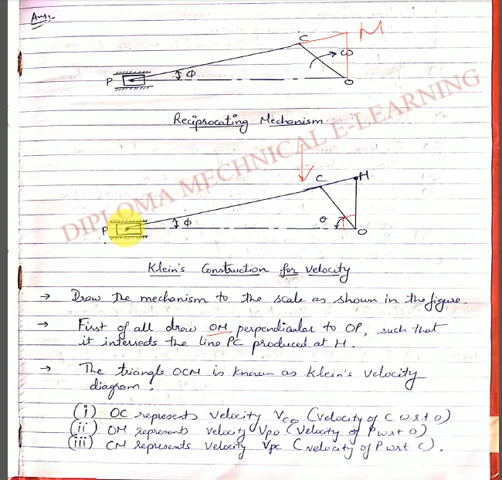 Ans:
M
C
ω
P
φ
O
Reciprocating Mechanism.
DIPLOMA MECHNICAL E-LEARNING
C
M
θ
P
φ
O
Klein's Construction for Velocity
→ Draw the mechanism to the scale as shown in the figure.
→ First of all draw OM perpendicular to OP, such that
it intersects the line PC produced at M.
→ The triangle OCM is known as Klein's Velocity
diagram.
(i) OC represents velocity Vco (velocity of C w.r.t O)
(ii) OM represents velocity Vpo (velocity of P wrt O)
(iii) CM represents velocity Vpc (velocity of P wrt C).